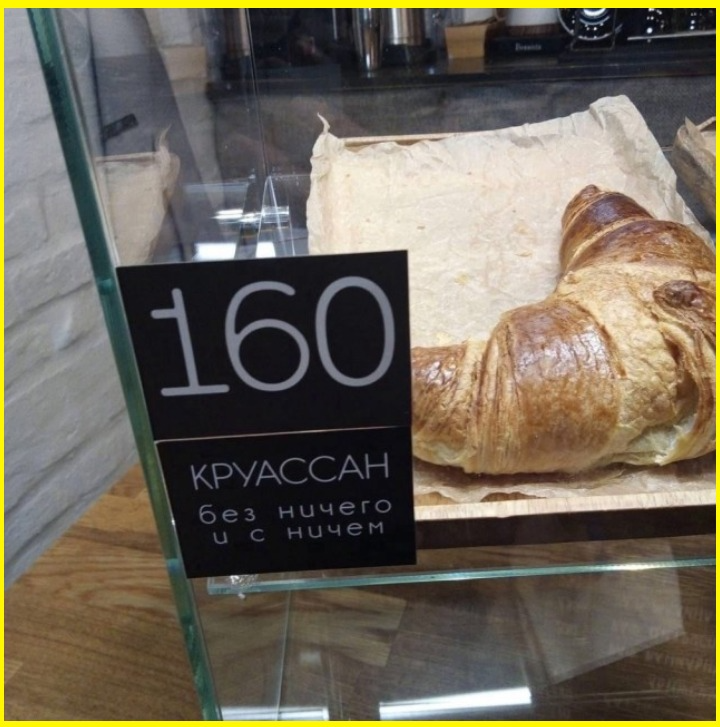 160
КРУАССАН
без ничего
и с ничем